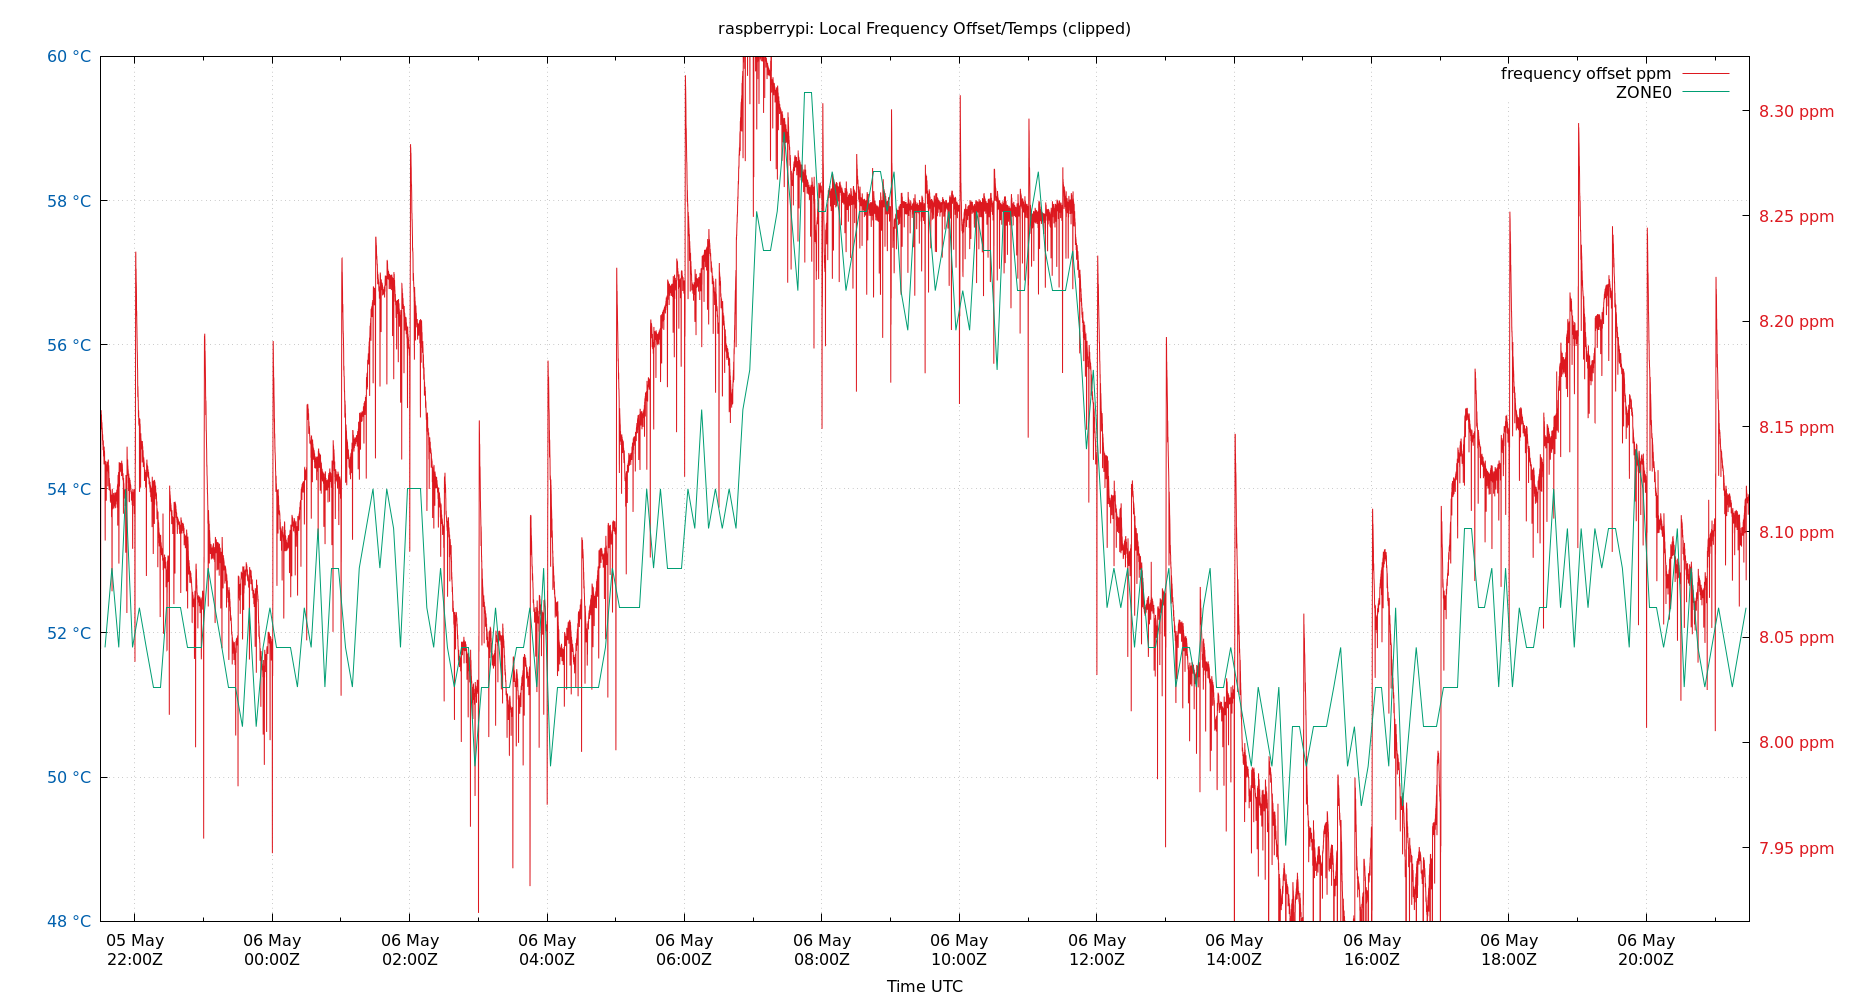 raspberrypi: Local Frequency Offset/Temps (clipped)
60 °C
58 °C
56 °C
54 °C
52 °C
50 °C
48 °C
frequency offset ppm
ZONE0
8.30 ppm
8.25 ppm
8.20 ppm
8.15 ppm
8.10 ppm
8.05 ppm
8.00 ppm
7.95 ppm
05 May 06 May 06 May 06 May 06 May 06 May 06 May 06 May 06 May 06 May 06 May 06 May
22:00Z 00:00Z 02:00Z 04:00Z 06:00Z 08:00Z 10:00Z 12:00Z 14:00Z 16:00Z 18:00Z 20:00Z
Time UTC